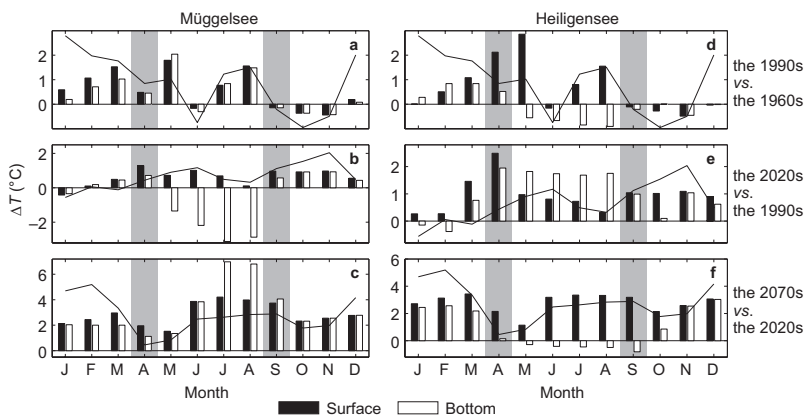 Müggelsee Heiligensee
a d
2
1
0
2
1
0
the 1990s
vs.
the 1960s
b e
2
0
−2
3
2
1
0
the 2020s
vs.
the 1990s
ΔT (°C)
c f
6
4
2
0
6
4
2
0
the 2070s
vs.
the 2020s
J F M A M J J A S O N D J F M A M J J A S O N D
Month Month
Surface Bottom